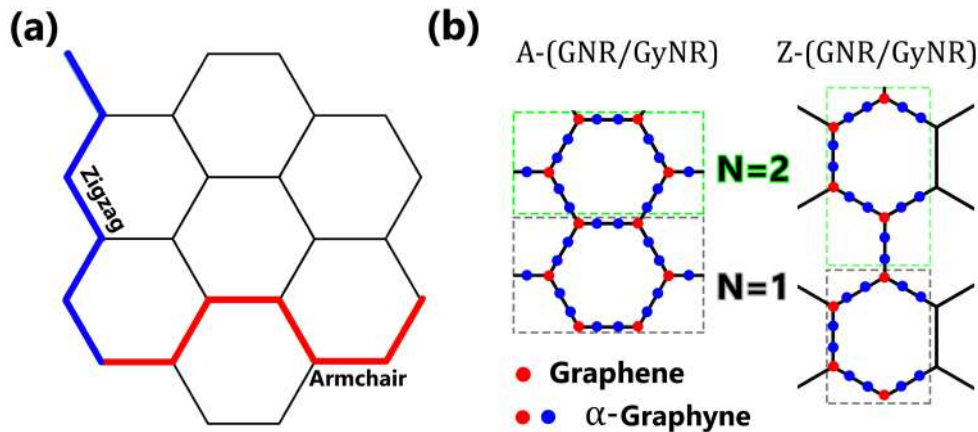 (a)
Zigzag
Armchair
(b)
A-(GNR/GyNR)
Z-(GNR/GyNR)
N=2
N=1
Graphene
α-Graphyne